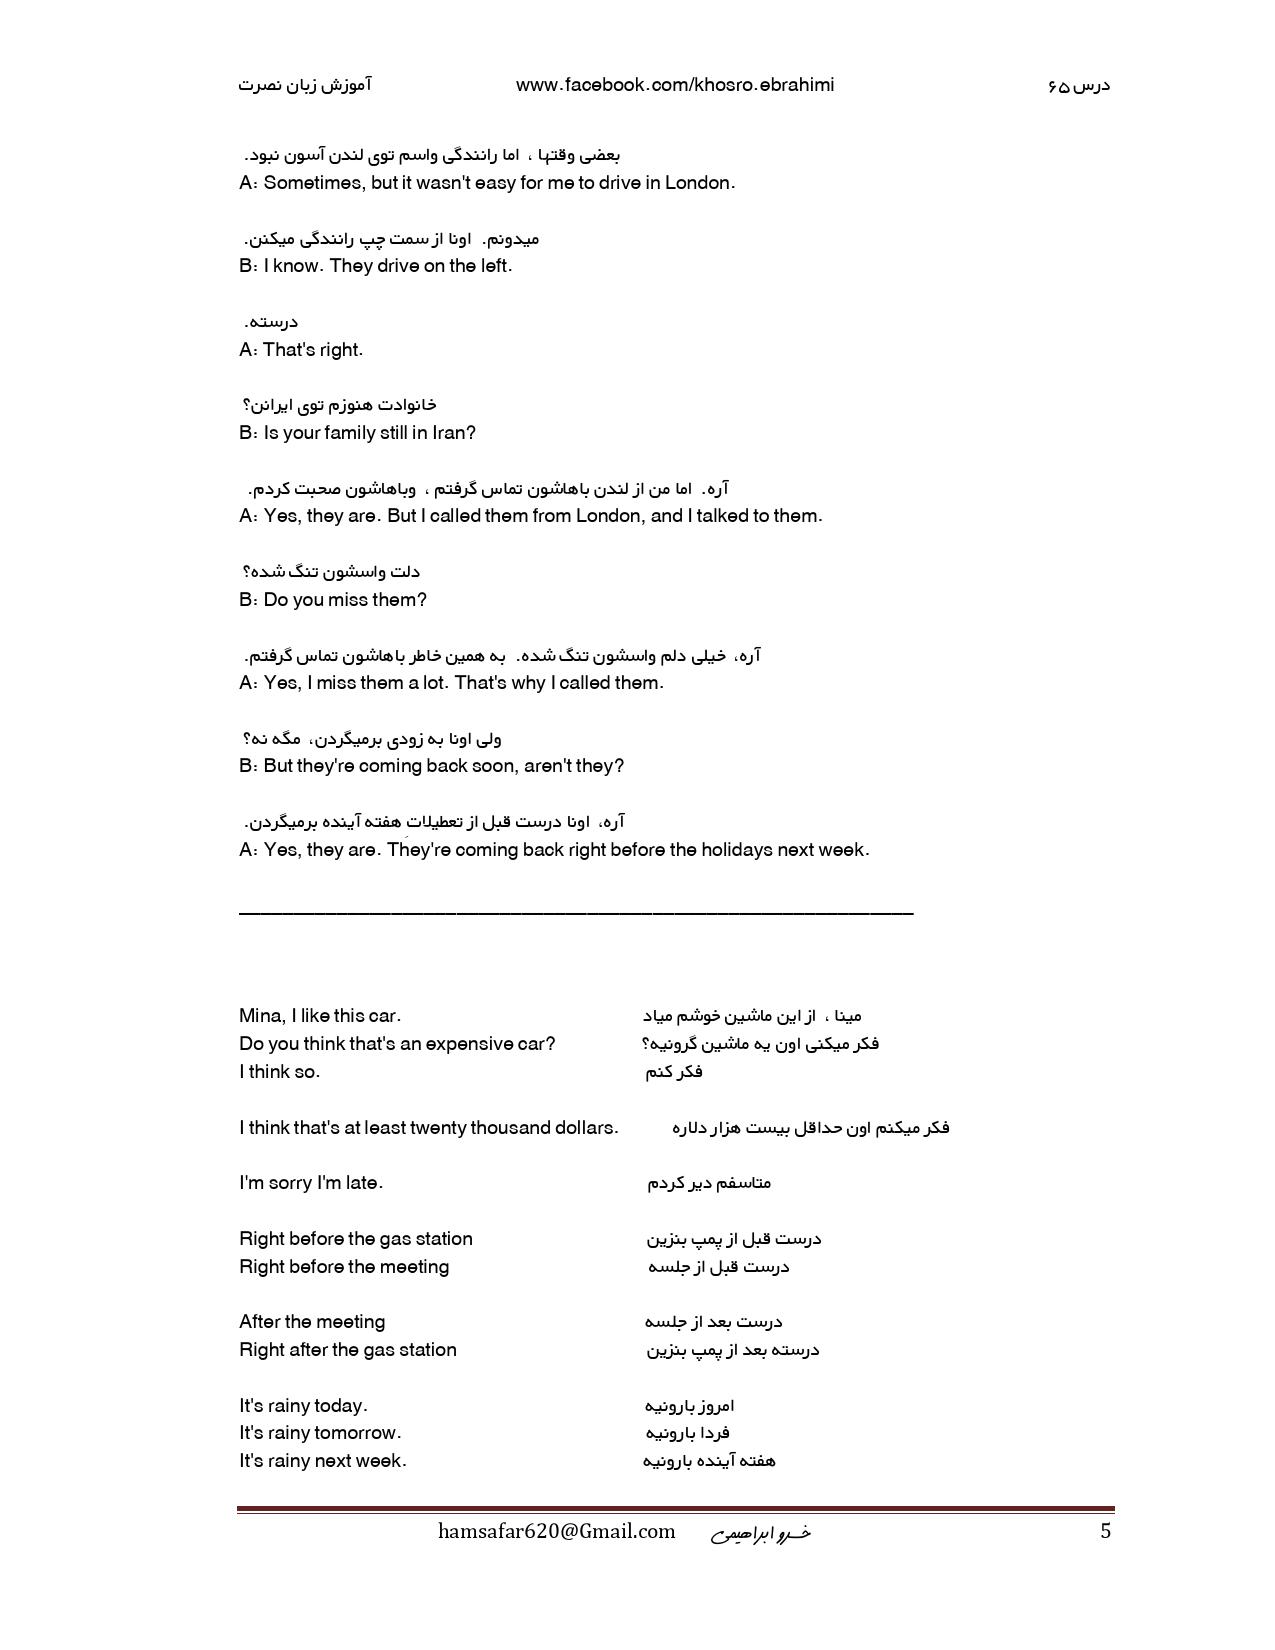 آموزش زبان نصرت www.facebook.com/khosro.ebrahimi درس ۶۵
بعضی وقتها ، اما رانندگی واسم توی لندن آسون نبود.
A: Sometimes, but it wasn't easy for me to drive in London.
میدونم. اونا از سمت چپ رانندگی میکنن.
B: I know. They drive on the left.
درسته.
A: That's right.
خانوادت هنوزم توی ایرانن؟
B: Is your family still in Iran?
آره. اما من از لندن باهاشون تماس گرفتم ، وباهاشون صحبت کردم.
A: Yes, they are. But I called them from London, and I talked to them.
دلت واسشون تنگ شده؟
B: Do you miss them?
آره، خیلی دلم واسشون تنگ شده. به همین خاطر باهاشون تماس گرفتم.
A: Yes, I miss them a lot. That's why I called them.
ولی اونا به زودی برمیگردن، مگه نه؟
B: But they're coming back soon, aren't they?
آره، اونا درست قبل از تعطیلاتِ هفته آینده برمیگردن.
A: Yes, they are. They're coming back right before the holidays next week.
Mina, I like this car. مینا ، از این ماشین خوشم میاد
Do you think that's an expensive car? فکر میکنی اون یه ماشین گرونیه؟
I think so. فکر کنم
I think that's at least twenty thousand dollars. فکر میکنم اون حداقل بیست هزار دلاره
I'm sorry I'm late. متاسفم دیر کردم
Right before the gas station درست قبل از پمپ بنزین
Right before the meeting درست قبل از جلسه
After the meeting درست بعد از جلسه
Right after the gas station درسته بعد از پمپ بنزین
It's rainy today. امروز بارونیه
It's rainy tomorrow. فردا بارونیه
It's rainy next week. هفته آینده بارونیه
hamsafar620@Gmail.com خسرو ابراهیمی 5